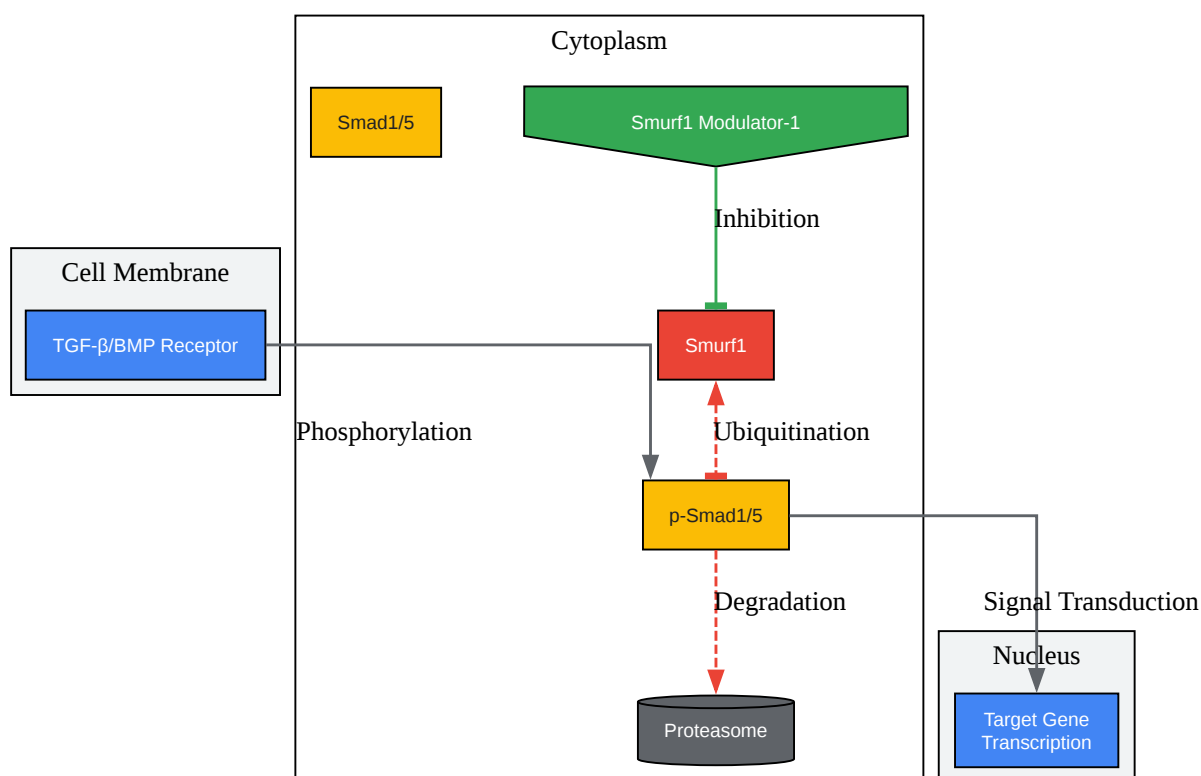 Cytoplasm
Smad1/5
Smurf1 Modulator-1
Inhibition
Cell Membrane
TGF-β/BMP Receptor
Smurf1
Phosphorylation
Ubiquitination
p-Smad1/5
Degradation
Signal Transduction
Nucleus
Proteasome
Target Gene
Transcription